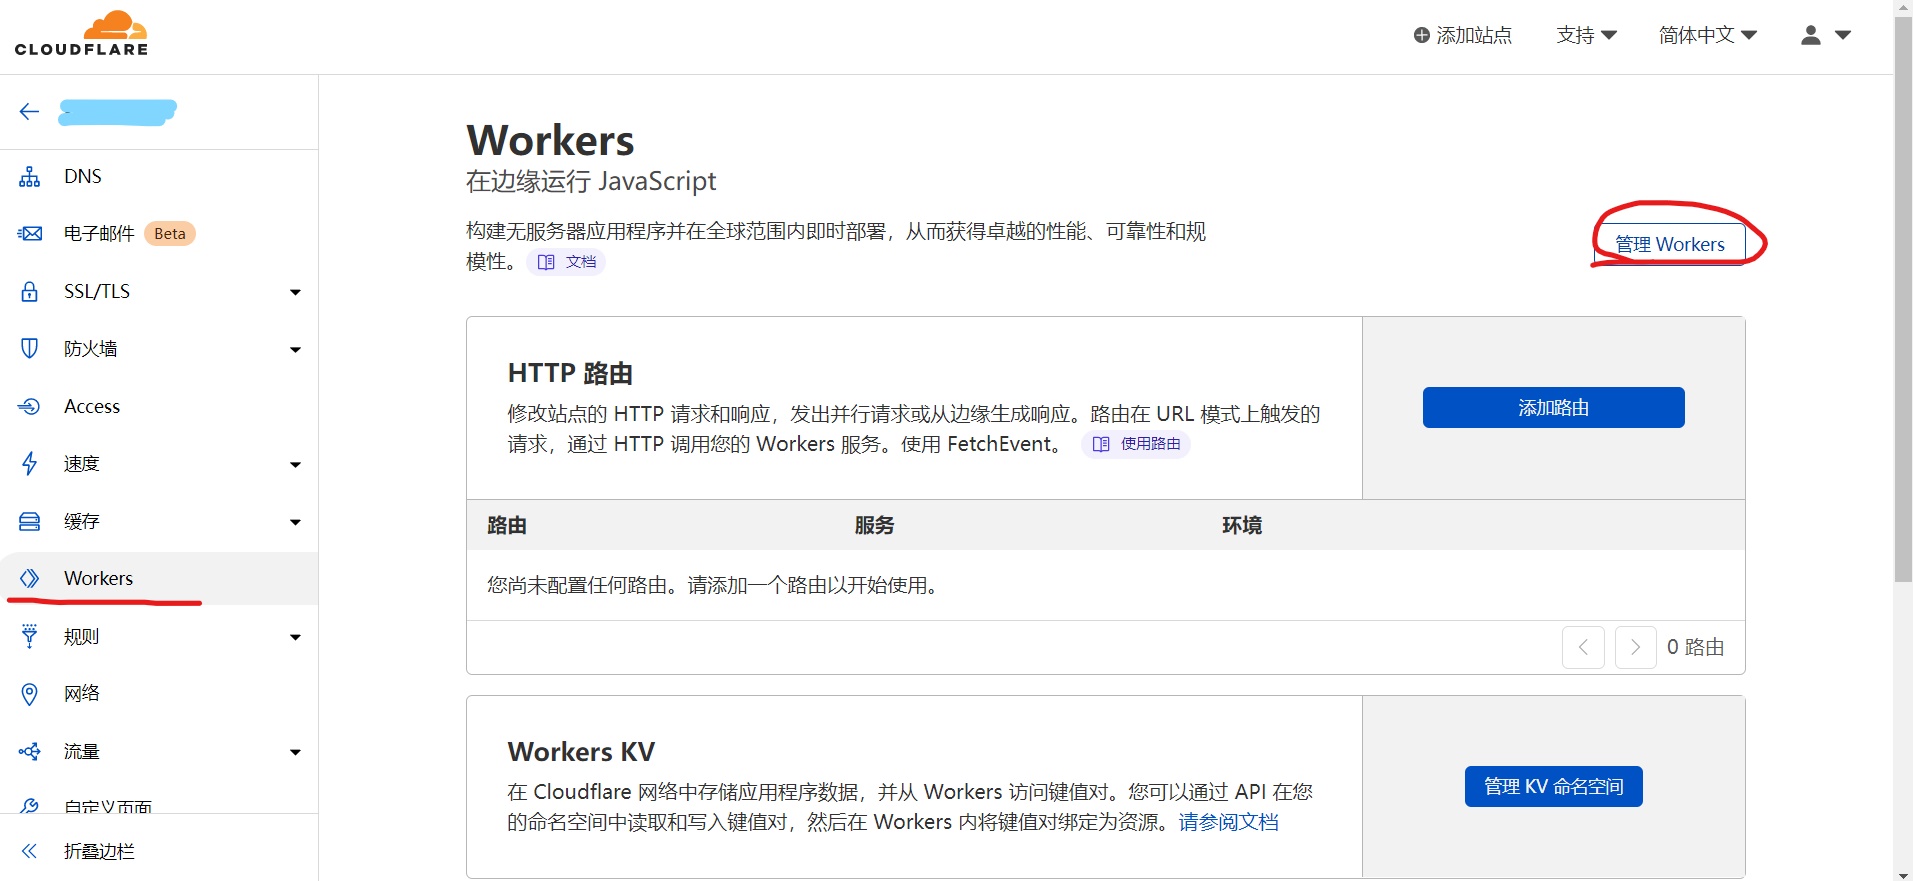 CLOUDFLARE
添加站点
支持
简体中文
DNS
电子邮件 Beta
SSL/TLS
防火墙
Access
速度
缓存
Workers
规则
网络
流量
自定义页面
折叠边栏
Workers
在边缘运行 JavaScript
构建无服务器应用程序并在全球范围内即时部署，从而获得卓越的性能、可靠性和规
模性。 文档
管理 Workers
HTTP 路由
修改站点的 HTTP 请求和响应，发出并行请求或从边缘生成响应。路由在 URL 模式上触发的
请求，通过 HTTP 调用您的 Workers 服务。使用 FetchEvent。 使用路由
添加路由
路由 服务 环境
您尚未配置任何路由。请添加一个路由以开始使用。
0 路由
Workers KV
在 Cloudflare 网络中存储应用程序数据，并从 Workers 访问键值对。您可以通过 API 在您
的命名空间中读取和写入键值对，然后在 Workers 内将键值对绑定为资源。请参阅文档
管理 KV 命名空间